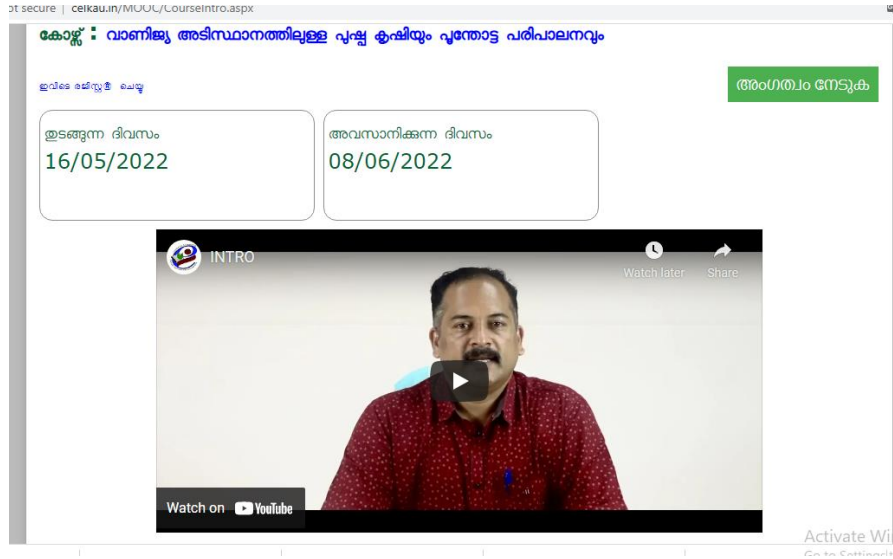 ot secure | celkau.in/MOOC/CourseIntro.aspx
കോഴ്സ് : വാണിജ്യ അടിസ്ഥാനത്തിലുള്ള പുഷ്പ കൃഷിയും പൂന്തോട്ട പരിപാലനവും
ഇവിടെ രജിസ്റ്റർ ചെയ്യൂ
അംഗത്വം നേടുക
തുടങ്ങുന്ന ദിവസം
16/05/2022
അവസാനിക്കുന്ന ദിവസം
08/06/2022
INTRO
Watch later
Share
Watch on YouTube
Activate Wi